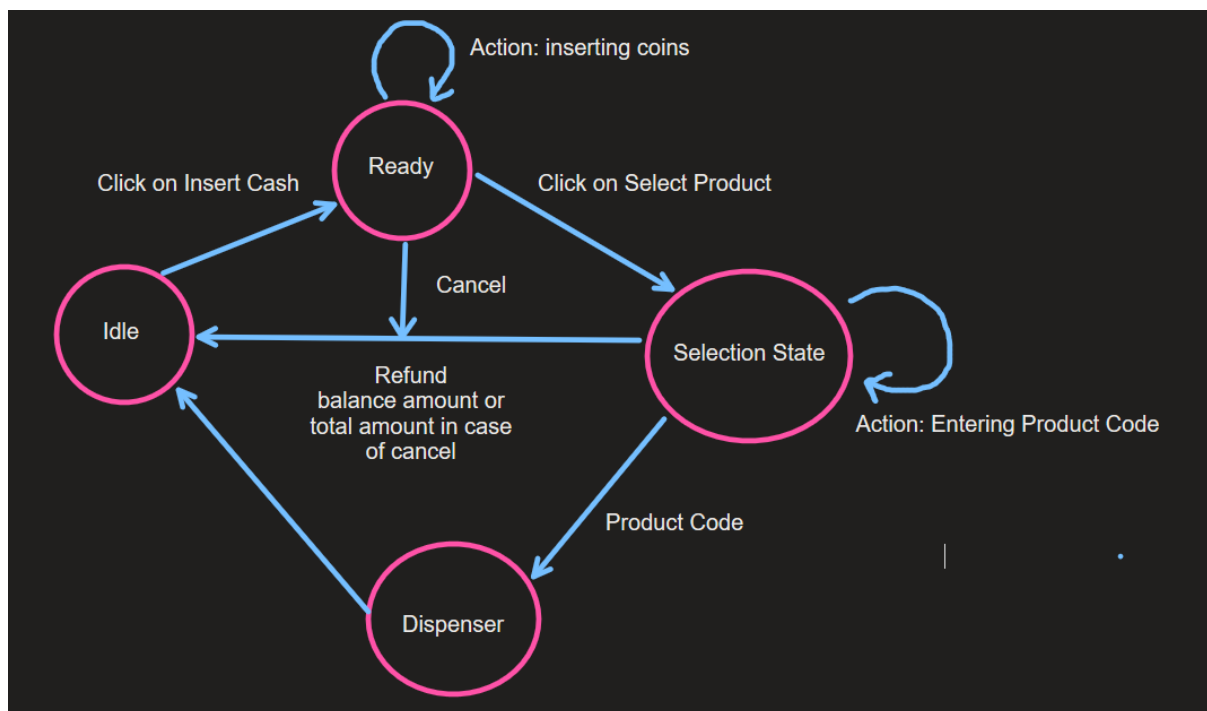 Action: inserting coins
Ready
Click on Insert Cash
Click on Select Product
Cancel
Idle
Selection State
Refund
balance amount or
total amount in case
of cancel
Action: Entering Product Code
Product Code
Dispenser